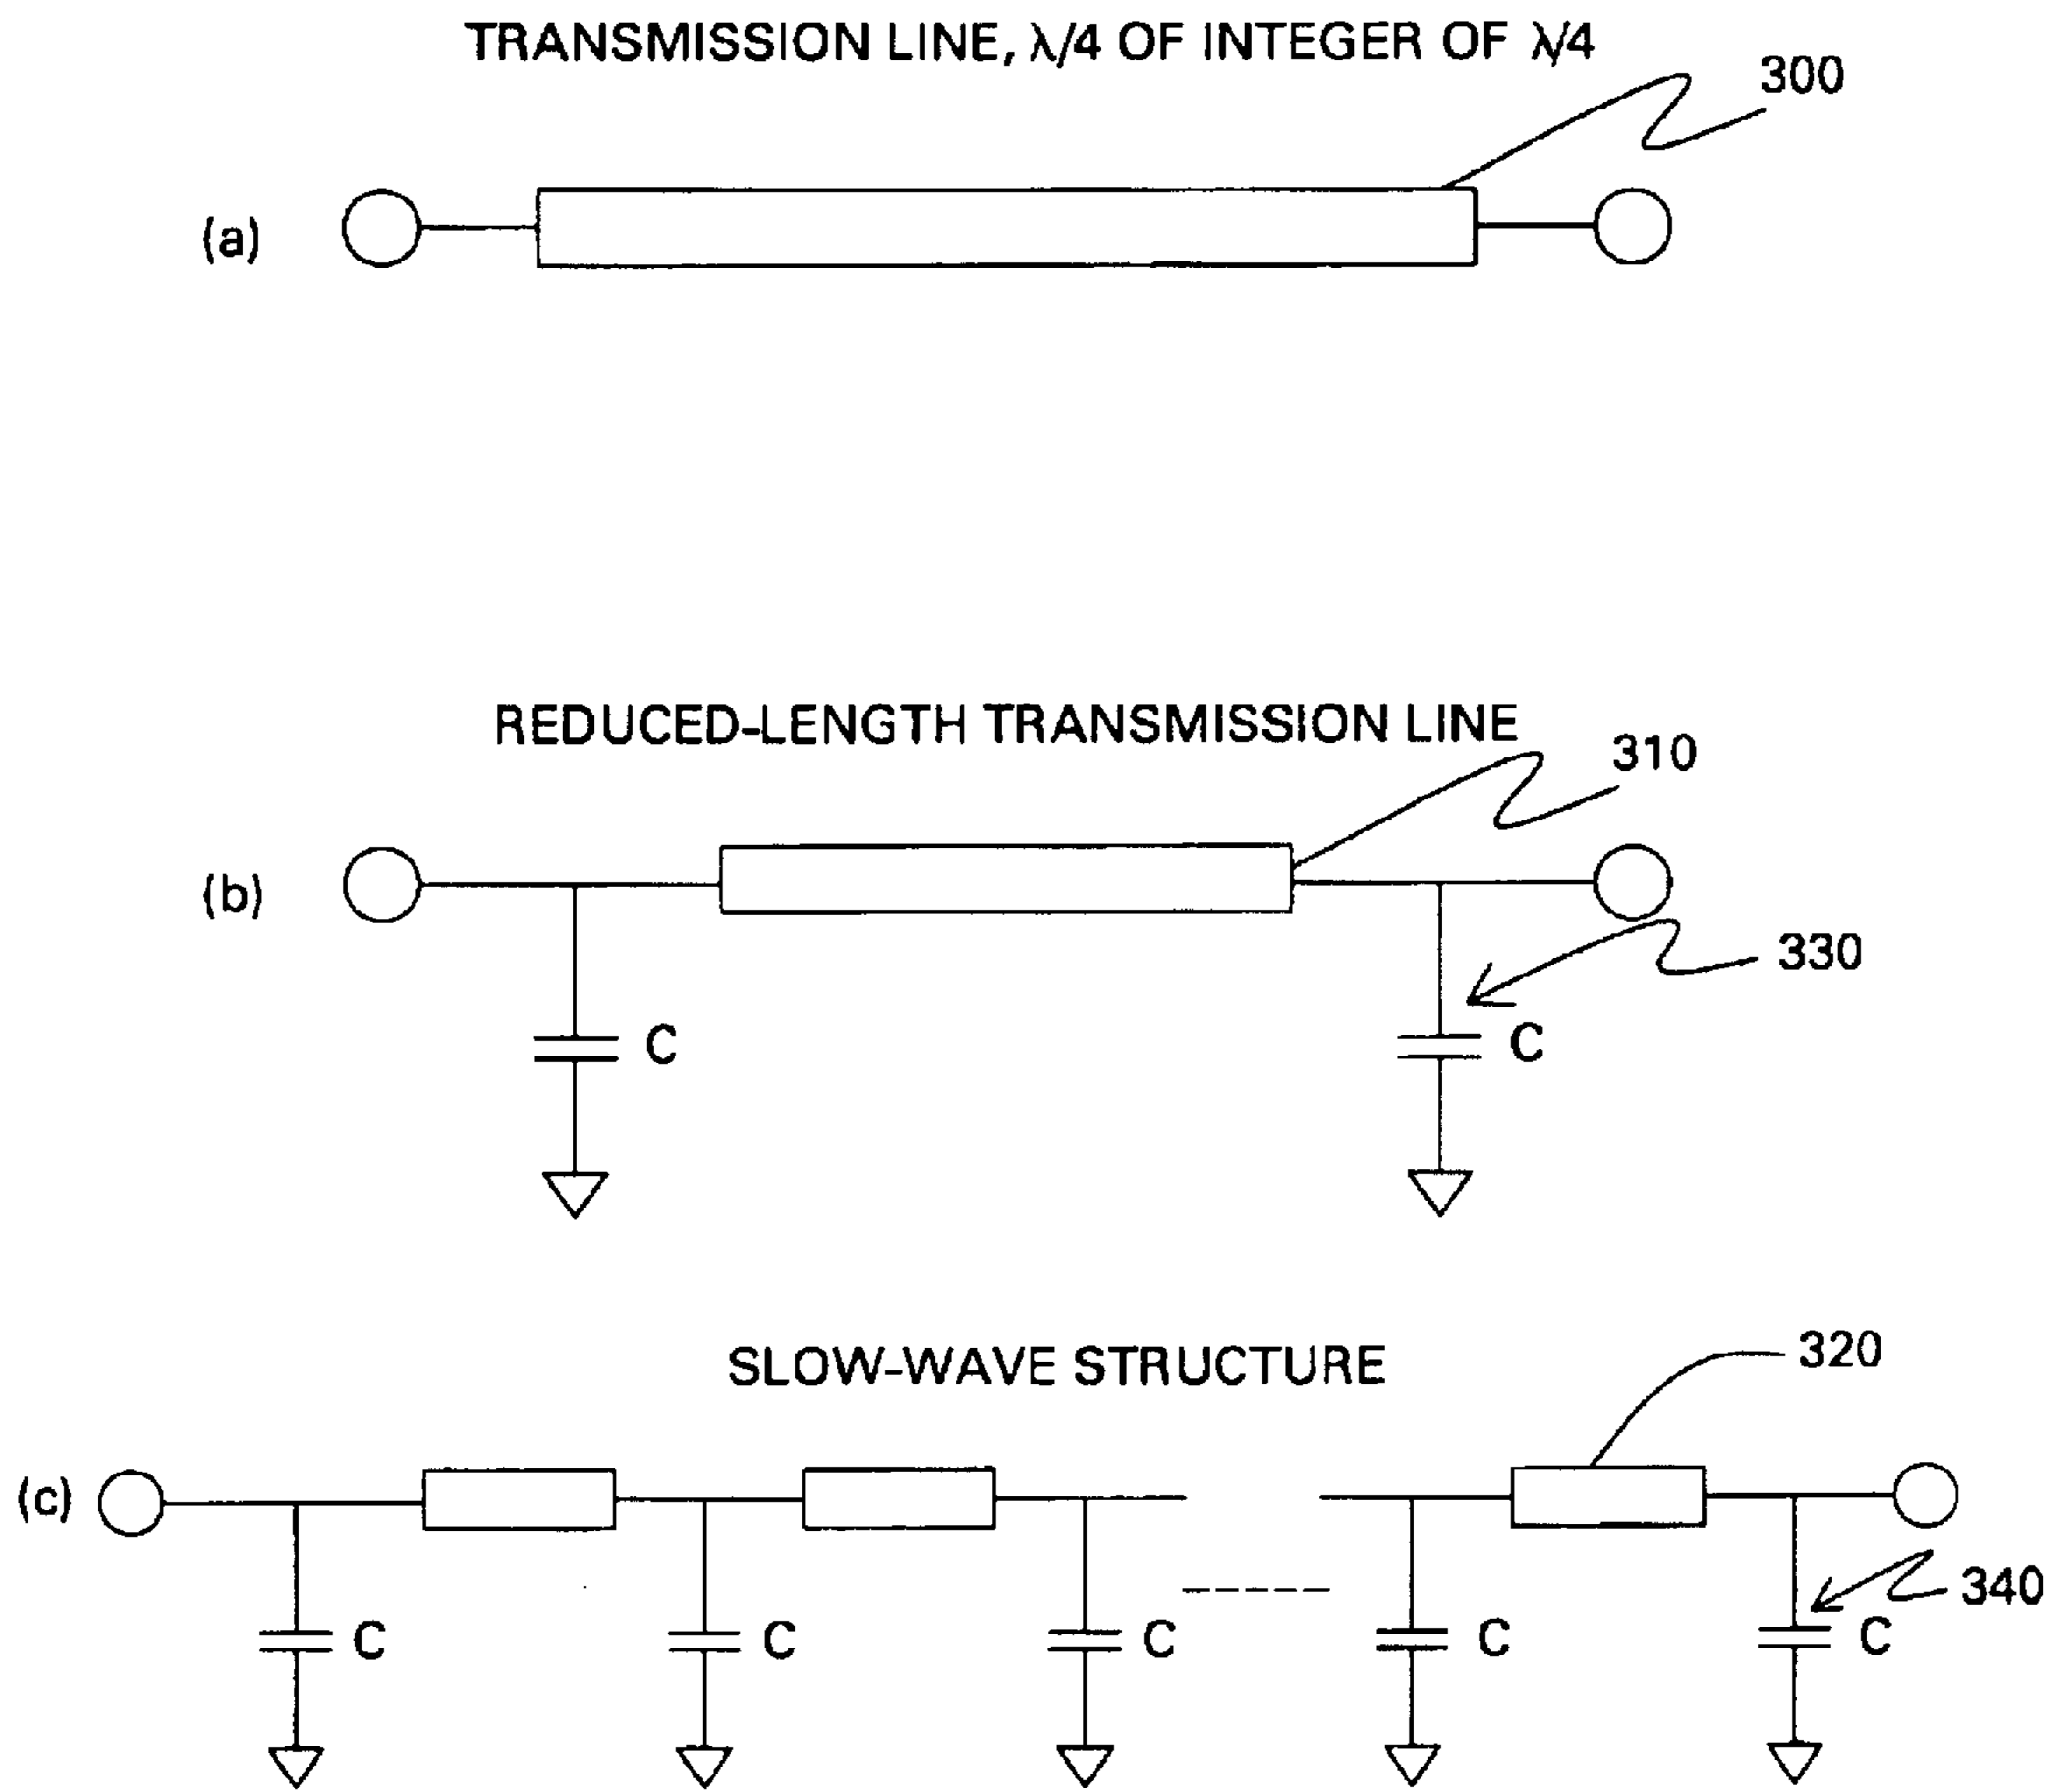 TRANSMISSION LINE, λ/4 OF INTEGER OF λ/4
300
(a)
REDUCED-LENGTH TRANSMISSION LINE
310
(b)
330
C
C
SLOW-WAVE STRUCTURE
320
(c)
340
C
C
C
C
C